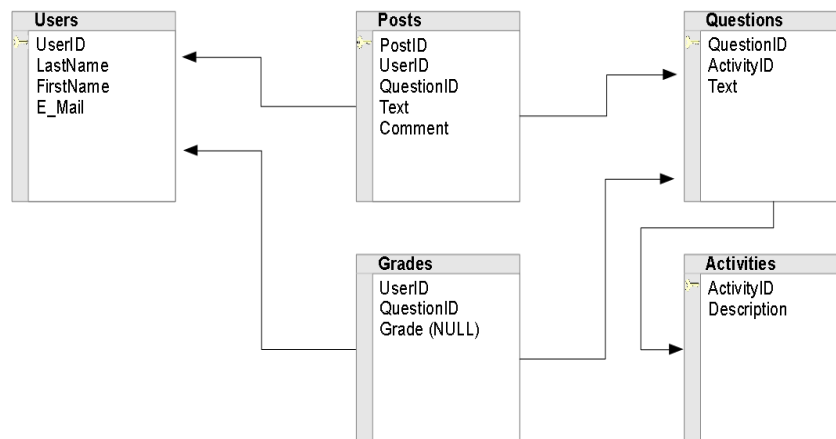 Users
UserID
LastName
FirstName
E_Mail
Posts
PostID
UserID
QuestionID
Text
Comment
Questions
QuestionID
ActivityID
Text
Grades
UserID
QuestionID
Grade (NULL)
Activities
ActivityID
Description